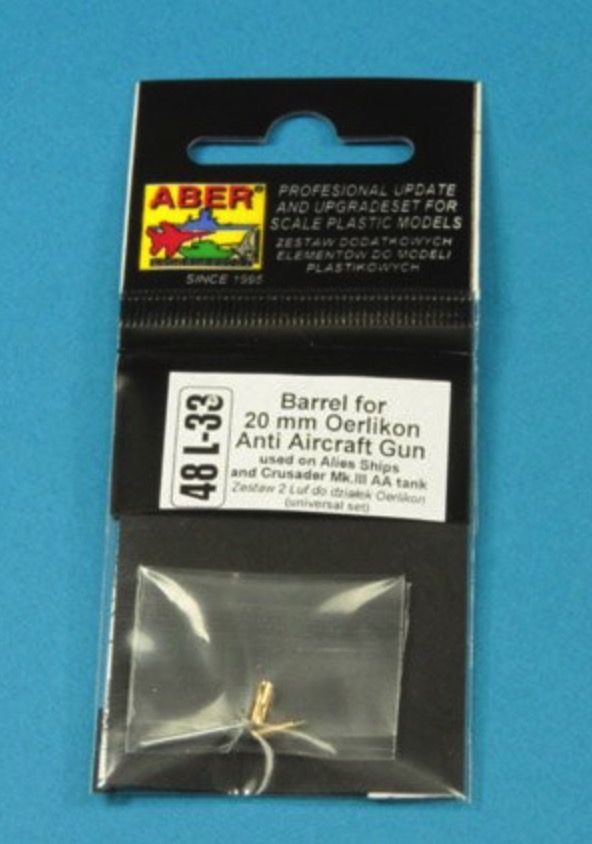 ABER®
PROFESIONAL UPDATE
AND UPGRADESET FOR
SCALE PLASTIC MODELS
ZESTAW DODATKOWYCH
ELEMENTÓW DO MODELI
PLASTIKOWYCH
SINCE 1995
48 L-33
Barrel for
20 mm Oerlikon
Anti Aircraft Gun
used on Alies Ships
and Crusader Mk.III AA tank
Zestaw 2 Luf do działek Oerlikon
(universal set)